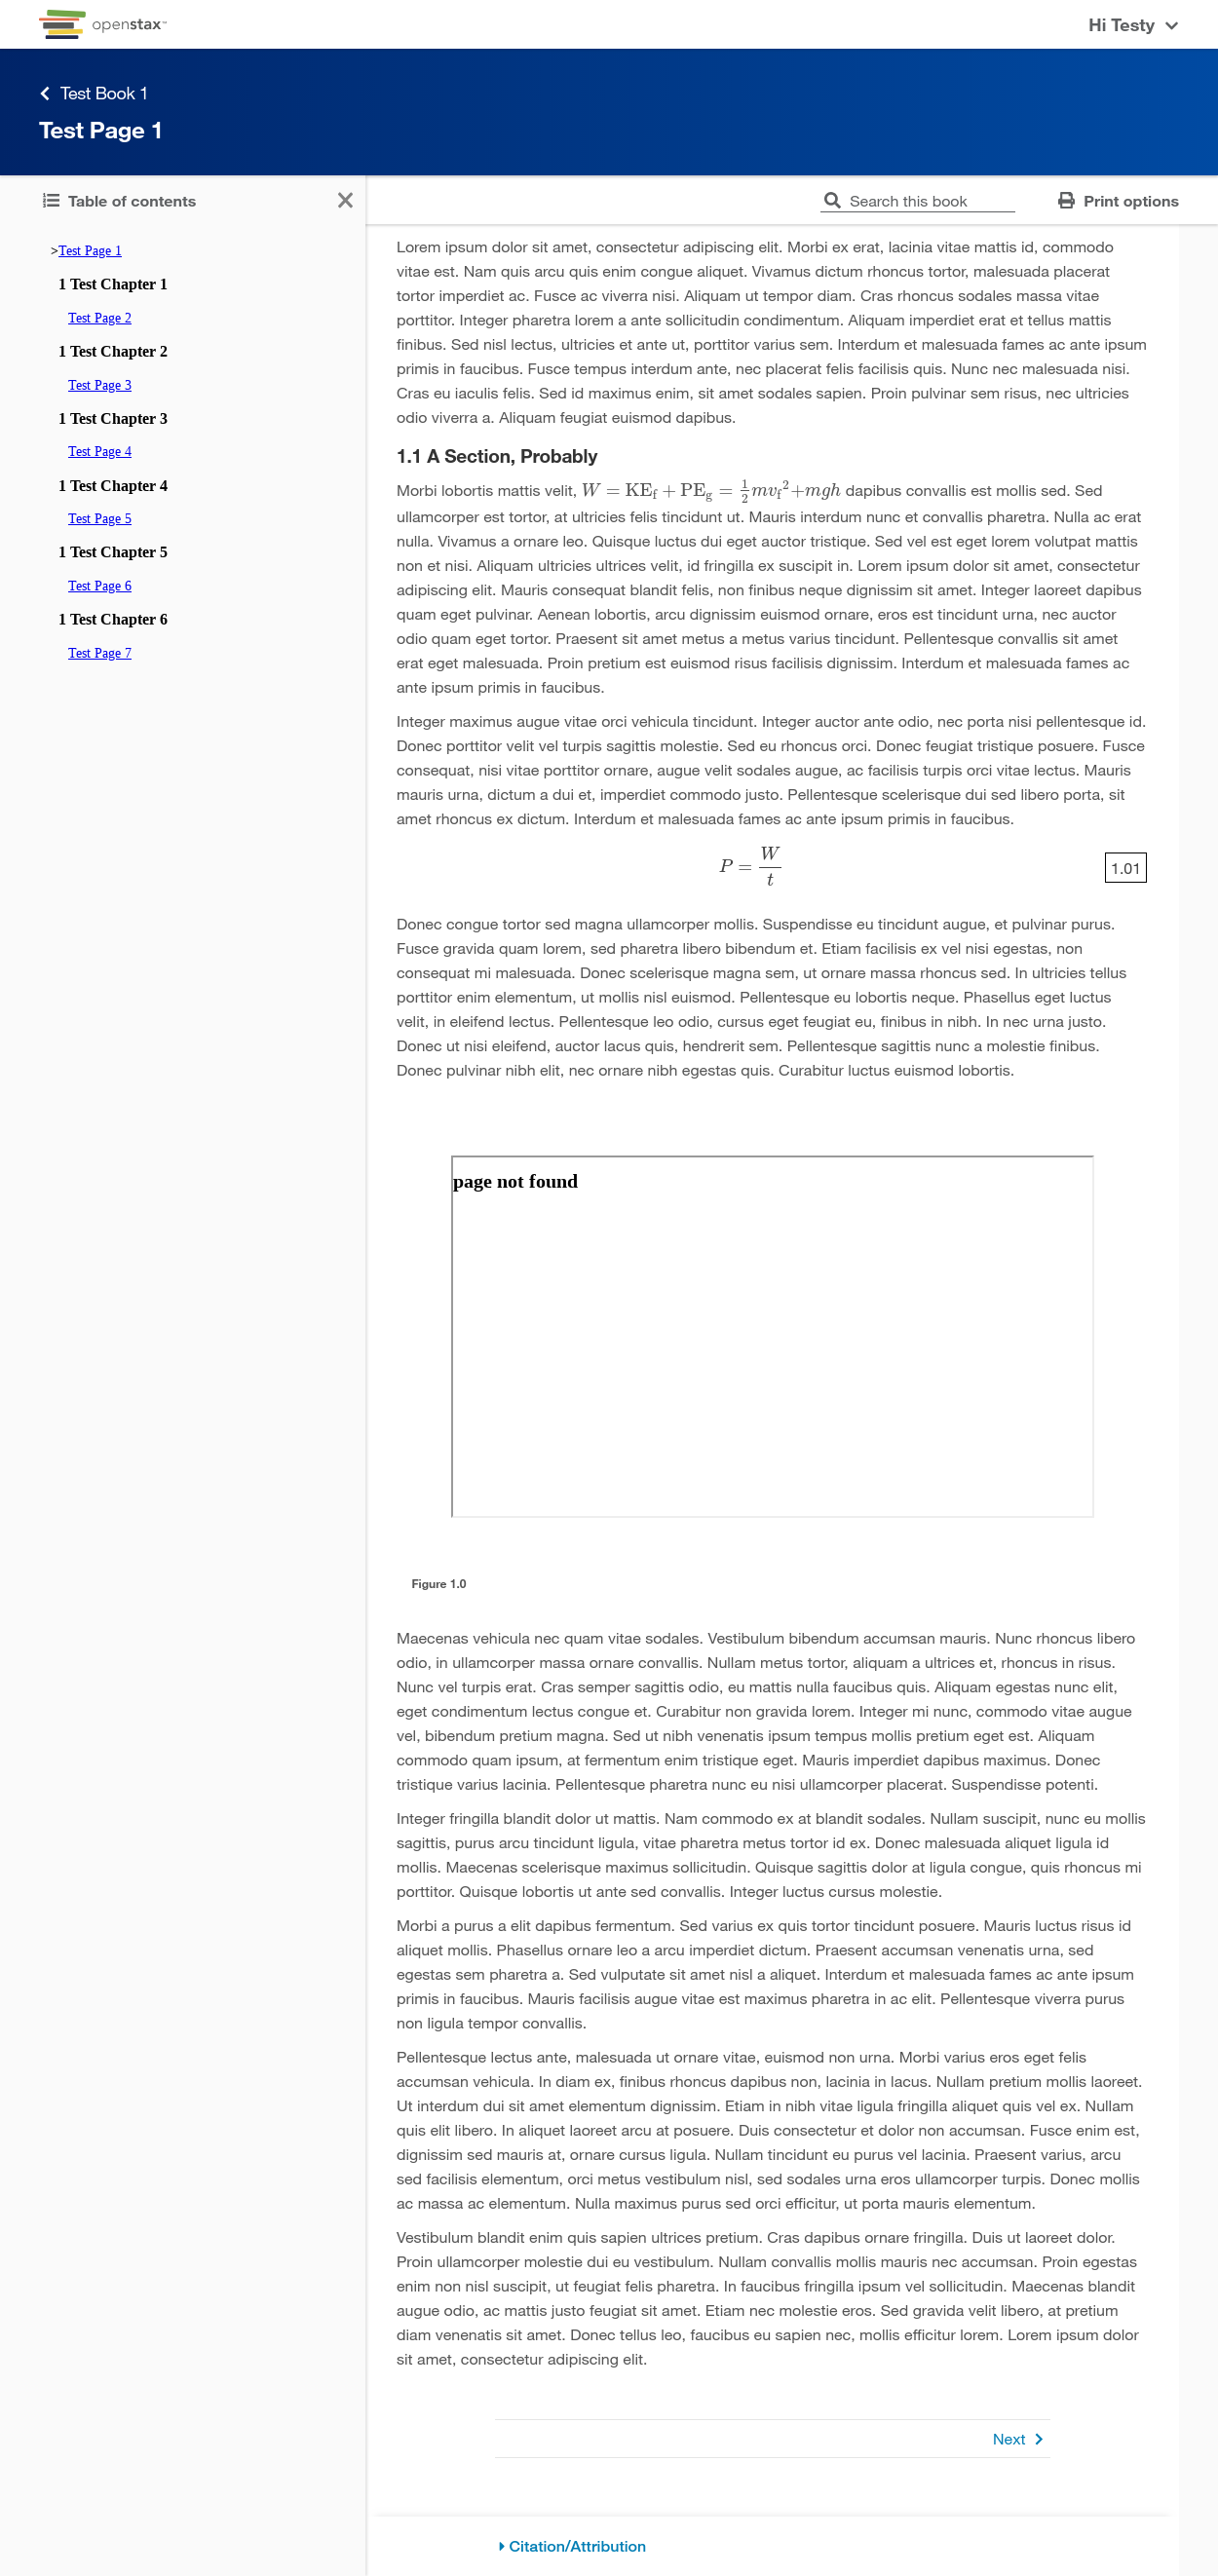 openstax™
Hi Testy
Test Book 1
Test Page 1
Table of contents
Search this book
Print options
>Test Page 1
1 Test Chapter 1
Test Page 2
1 Test Chapter 2
Test Page 3
1 Test Chapter 3
Test Page 4
1 Test Chapter 4
Test Page 5
1 Test Chapter 5
Test Page 6
1 Test Chapter 6
Test Page 7
Lorem ipsum dolor sit amet, consectetur adipiscing elit. Morbi ex erat, lacinia vitae mattis id, commodo
vitae est. Nam quis arcu quis enim congue aliquet. Vivamus dictum rhoncus tortor, malesuada placerat
tortor imperdiet ac. Fusce ac viverra nisi. Aliquam ut tempor diam. Cras rhoncus sodales massa vitae
porttitor. Integer pharetra lorem a ante sollicitudin condimentum. Aliquam imperdiet erat et tellus mattis
finibus. Sed nisl lectus, ultricies et ante ut, porttitor varius sem. Interdum et malesuada fames ac ante ipsum
primis in faucibus. Fusce tempus interdum ante, nec placerat felis facilisis quis. Nunc nec malesuada nisi.
Cras eu iaculis felis. Sed id maximus enim, sit amet sodales sapien. Proin pulvinar sem risus, nec ultricies
odio viverra a. Aliquam feugiat euismod dapibus.
1.1 A Section, Probably
Morbi lobortis mattis velit, W = KE_f + PE_g = 1/2 mv_f^2+mgh dapibus convallis est mollis sed. Sed
ullamcorper est tortor, at ultricies felis tincidunt ut. Mauris interdum nunc et convallis pharetra. Nulla ac erat
nulla. Vivamus a ornare leo. Quisque luctus dui eget auctor tristique. Sed vel est eget lorem volutpat mattis
non et nisi. Aliquam ultricies ultrices velit, id fringilla ex suscipit in. Lorem ipsum dolor sit amet, consectetur
adipiscing elit. Mauris consequat blandit felis, non finibus neque dignissim sit amet. Integer laoreet dapibus
quam eget pulvinar. Aenean lobortis, arcu dignissim euismod ornare, eros est tincidunt urna, nec auctor
odio quam eget tortor. Praesent sit amet metus a metus varius tincidunt. Pellentesque convallis sit amet
erat eget malesuada. Proin pretium est euismod risus facilisis dignissim. Interdum et malesuada fames ac
ante ipsum primis in faucibus.
Integer maximus augue vitae orci vehicula tincidunt. Integer auctor ante odio, nec porta nisi pellentesque id.
Donec porttitor velit vel turpis sagittis molestie. Sed eu rhoncus orci. Donec feugiat tristique posuere. Fusce
consequat, nisi vitae porttitor ornare, augue velit sodales augue, ac facilisis turpis orci vitae lectus. Mauris
mauris urna, dictum a dui et, imperdiet commodo justo. Pellentesque scelerisque dui sed libero porta, sit
amet rhoncus ex dictum. Interdum et malesuada fames ac ante ipsum primis in faucibus.
P = W/t 1.01
Donec congue tortor sed magna ullamcorper mollis. Suspendisse eu tincidunt augue, et pulvinar purus.
Fusce gravida quam lorem, sed pharetra libero bibendum et. Etiam facilisis ex vel nisi egestas, non
consequat mi malesuada. Donec scelerisque magna sem, ut ornare massa rhoncus sed. In ultricies tellus
porttitor enim elementum, ut mollis nisl euismod. Pellentesque eu lobortis neque. Phasellus eget luctus
velit, in eleifend lectus. Pellentesque leo odio, cursus eget feugiat eu, finibus in nibh. In nec urna justo.
Donec ut nisi eleifend, auctor lacus quis, hendrerit sem. Pellentesque sagittis nunc a molestie finibus.
Donec pulvinar nibh elit, nec ornare nibh egestas quis. Curabitur luctus euismod lobortis.
page not found
Figure 1.0
Maecenas vehicula nec quam vitae sodales. Vestibulum bibendum accumsan mauris. Nunc rhoncus libero
odio, in ullamcorper massa ornare convallis. Nullam metus tortor, aliquam a ultrices et, rhoncus in risus.
Nunc vel turpis erat. Cras semper sagittis odio, eu mattis nulla faucibus quis. Aliquam egestas nunc elit,
eget condimentum lectus congue et. Curabitur non gravida lorem. Integer mi nunc, commodo vitae augue
vel, bibendum pretium magna. Sed ut nibh venenatis ipsum tempus mollis pretium eget est. Aliquam
commodo quam ipsum, at fermentum enim tristique eget. Mauris imperdiet dapibus maximus. Donec
tristique varius lacinia. Pellentesque pharetra nunc eu nisi ullamcorper placerat. Suspendisse potenti.
Integer fringilla blandit dolor ut mattis. Nam commodo ex at blandit sodales. Nullam suscipit, nunc eu mollis
sagittis, purus arcu tincidunt ligula, vitae pharetra metus tortor id ex. Donec malesuada aliquet ligula id
mollis. Maecenas scelerisque maximus sollicitudin. Quisque sagittis dolor at ligula congue, quis rhoncus mi
porttitor. Quisque lobortis ut ante sed convallis. Integer luctus cursus molestie.
Morbi a purus a elit dapibus fermentum. Sed varius ex quis tortor tincidunt posuere. Mauris luctus risus id
aliquet mollis. Phasellus ornare leo a arcu imperdiet dictum. Praesent accumsan venenatis urna, sed
egestas sem pharetra a. Sed vulputate sit amet nisl a aliquet. Interdum et malesuada fames ac ante ipsum
primis in faucibus. Mauris facilisis augue vitae est maximus pharetra in ac elit. Pellentesque viverra purus
non ligula tempor convallis.
Pellentesque lectus ante, malesuada ut ornare vitae, euismod non urna. Morbi varius eros eget felis
accumsan vehicula. In diam ex, finibus rhoncus dapibus non, lacinia in lacus. Nullam pretium mollis laoreet.
Ut interdum dui sit amet elementum dignissim. Etiam in nibh vitae ligula fringilla aliquet quis vel ex. Nullam
quis elit libero. In aliquet laoreet arcu at posuere. Duis consectetur et dolor non accumsan. Fusce enim est,
dignissim sed mauris at, ornare cursus ligula. Nullam tincidunt eu purus vel lacinia. Praesent varius, arcu
sed facilisis elementum, orci metus vestibulum nisl, sed sodales urna eros ullamcorper turpis. Donec mollis
ac massa ac elementum. Nulla maximus purus sed orci efficitur, ut porta mauris elementum.
Vestibulum blandit enim quis sapien ultrices pretium. Cras dapibus ornare fringilla. Duis ut laoreet dolor.
Proin ullamcorper molestie dui eu vestibulum. Nullam convallis mollis mauris nec accumsan. Proin egestas
enim non nisl suscipit, ut feugiat felis pharetra. In faucibus fringilla ipsum vel sollicitudin. Maecenas blandit
augue odio, ac mattis justo feugiat sit amet. Etiam nec molestie eros. Sed gravida velit libero, at pretium
diam venenatis sit amet. Donec tellus leo, faucibus eu sapien nec, mollis efficitur lorem. Lorem ipsum dolor
sit amet, consectetur adipiscing elit.
Next
Citation/Attribution